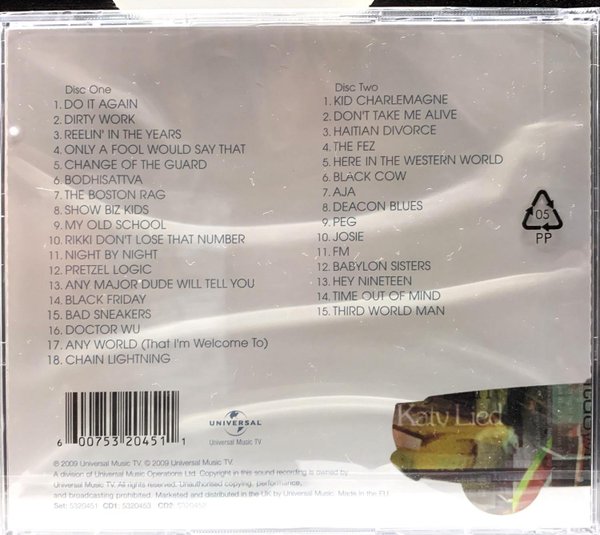 Disc One
1. DO IT AGAIN
2. DIRTY WORK
3. REELIN' IN THE YEARS
4. ONLY A FOOL WOULD SAY THAT
5. CHANGE OF THE GUARD
6. BODHISATTVA
7. THE BOSTON RAG
8. SHOW BIZ KIDS
9. MY OLD SCHOOL
10. RIKKI DON'T LOSE THAT NUMBER
11. NIGHT BY NIGHT
12. PRETZEL LOGIC
13. ANY MAJOR DUDE WILL TELL YOU
14. BLACK FRIDAY
15. BAD SNEAKERS
16. DOCTOR WU
17. ANY WORLD (That I'm Welcome To)
18. CHAIN LIGHTNING
Disc Two
1. KID CHARLEMAGNE
2. DON'T TAKE ME ALIVE
3. HAITIAN DIVORCE
4. THE FEZ
5. HERE IN THE WESTERN WORLD
6. BLACK COW
7. AJA
8. DEACON BLUES
9. PEG
10. JOSIE
11. FM
12. BABYLON SISTERS
13. HEY NINETEEN
14. TIME OUT OF MIND
15. THIRD WORLD MAN
05
PP
Katy Lied
6 00753 20451 1
UNIVERSAL
Universal Music TV
℗ 2009 Universal Music TV. © 2009 Universal Music TV.
A division of Universal Music Operations Ltd. Copyright in this sound recording is owned by
Universal Music TV. All rights reserved. Unauthorised copying, performance,
and broadcasting prohibited. Marketed and distributed in the UK by Universal Music. Made in the EU
Set: 5320451 CD1: 5320453 CD2: 5320452